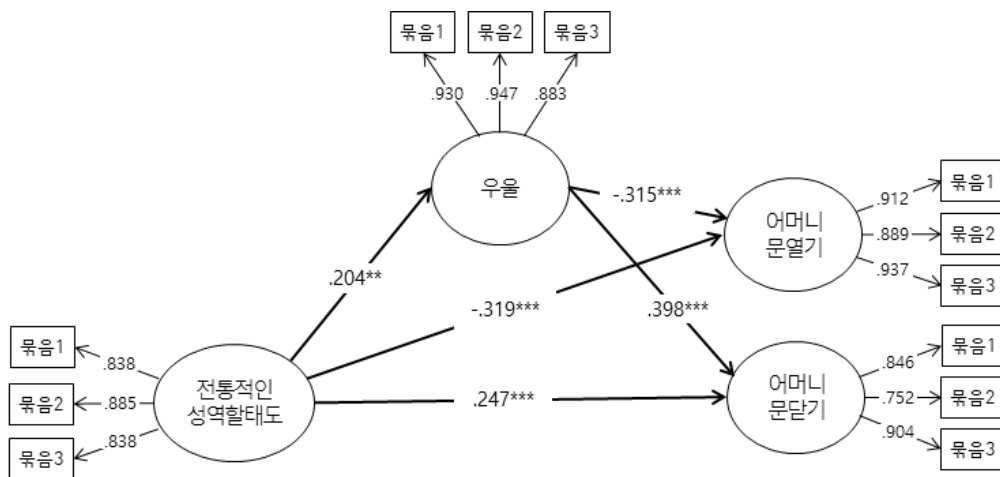 묶음1
묶음2
묶음3
.930
.947
.883
우울
-.315***
.912
묶음1
어머니
문열기
.889
묶음2
.937
묶음3
.204**
-.319***
.398***
묶음1
.838
묶음2
.885
묶음3
.838
전통적인
성역할태도
.247***
어머니
문닫기
.846
묶음1
.752
묶음2
.904
묶음3